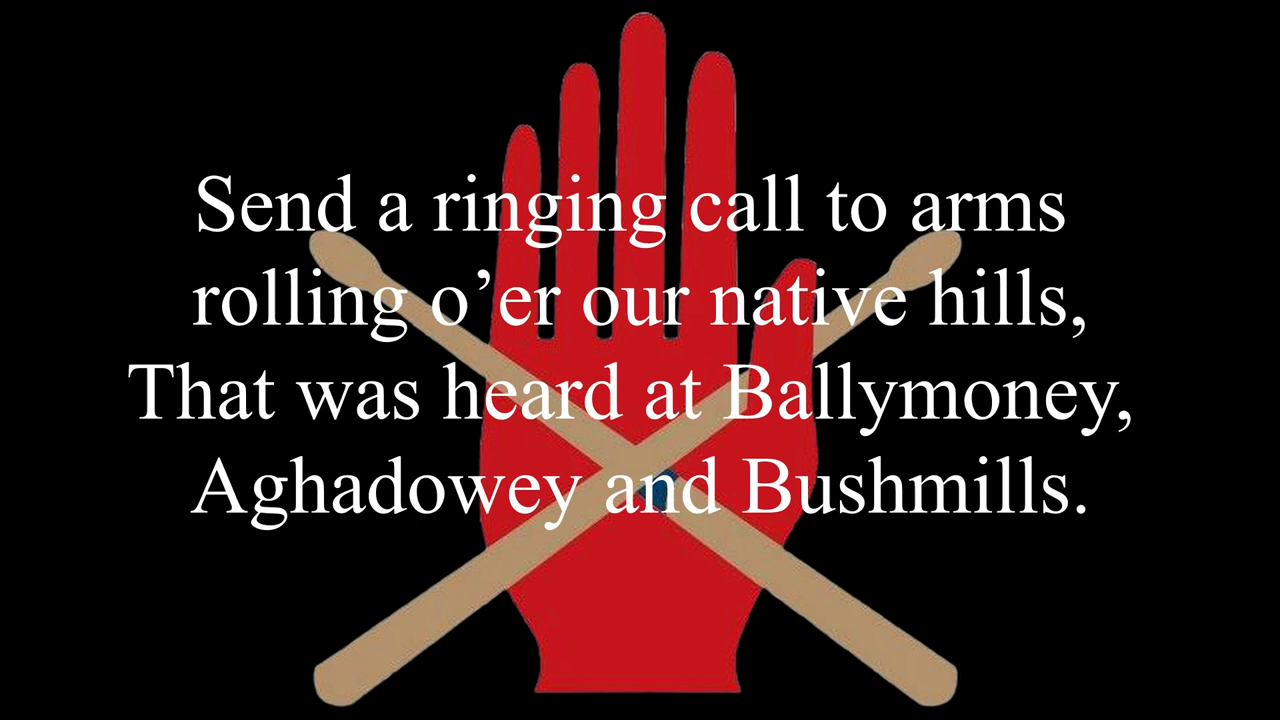 Send a ringing call to arms
rolling o’er our native hills,
That was heard at Ballymoney,
Aghadowey and Bushmills.